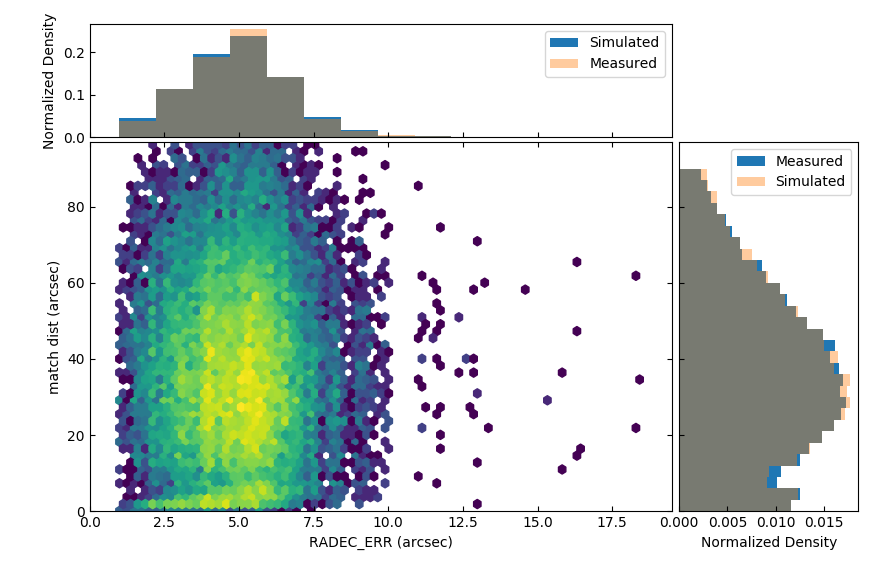 Normalized Density
0.2
0.1
0.0
Simulated
Measured
match dist (arcsec)
80
60
40
20
0
0.0 2.5 5.0 7.5 10.0 12.5 15.0 17.5
RADEC_ERR (arcsec)
Measured
Simulated
0.000 0.005 0.010 0.015
Normalized Density